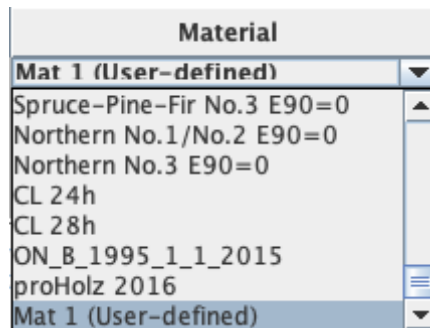 Material
Mat 1 (User-defined)
Spruce-Pine-Fir No.3 E90=0
Northern No.1/No.2 E90=0
Northern No.3 E90=0
CL 24h
CL 28h
ON_B_1995_1_1_2015
proHolz 2016
Mat 1 (User-defined)